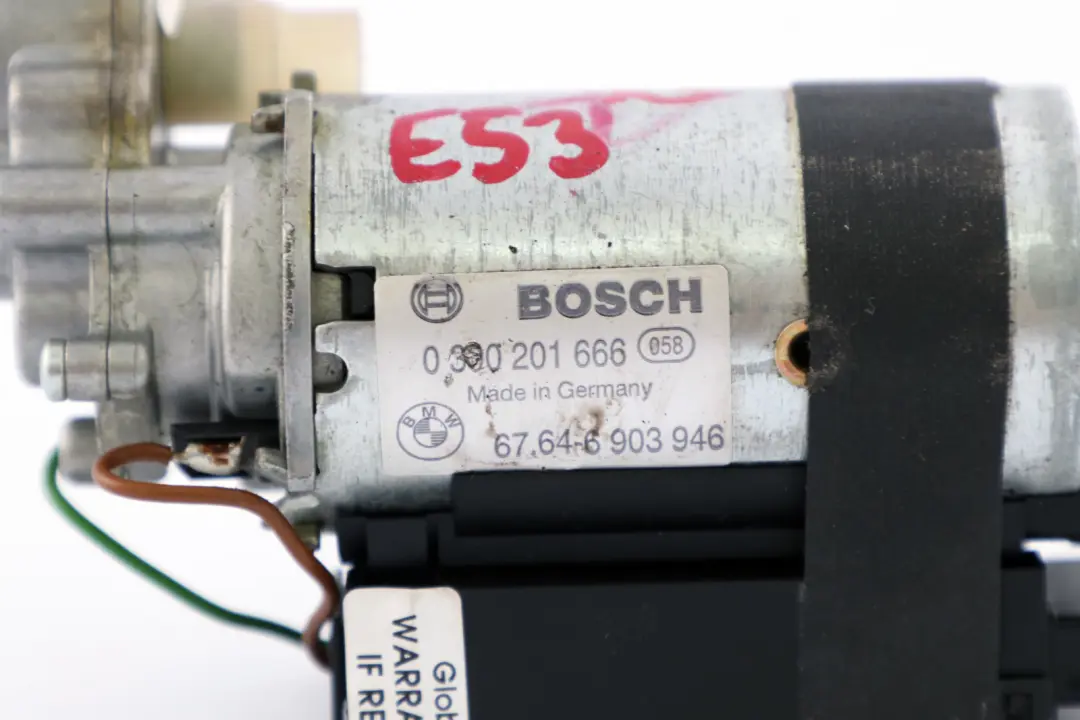 E53
BOSCH
0 390 201 666 058
Made in Germany
BMW
67.64-6 903 946
Glob
WARRA
IF RE